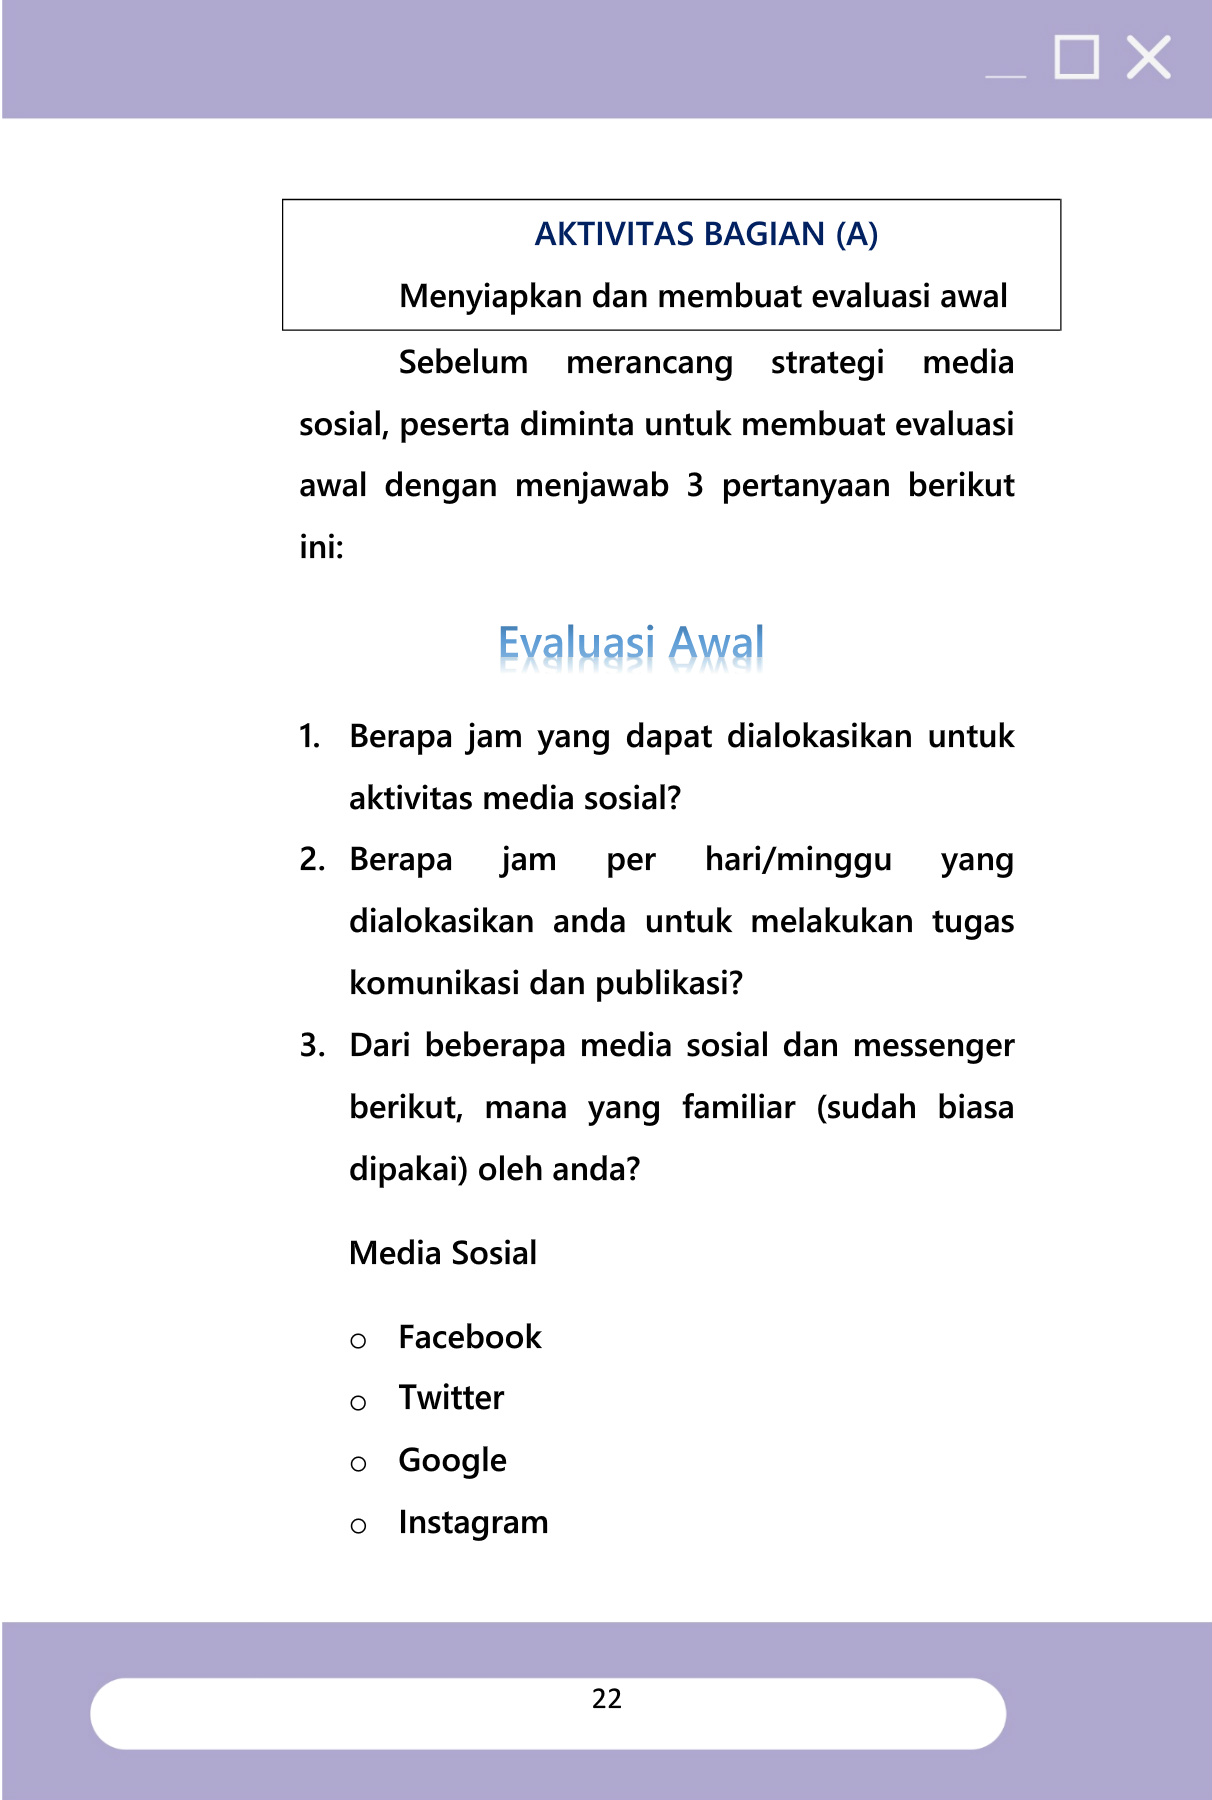 AKTIVITAS BAGIAN (A)
Menyiapkan dan membuat evaluasi awal
Sebelum merancang strategi media
sosial, peserta diminta untuk membuat evaluasi
awal dengan menjawab 3 pertanyaan berikut
ini:
Evaluasi Awal
1. Berapa jam yang dapat dialokasikan untuk
aktivitas media sosial?
2. Berapa jam per hari/minggu yang
dialokasikan anda untuk melakukan tugas
komunikasi dan publikasi?
3. Dari beberapa media sosial dan messenger
berikut, mana yang familiar (sudah biasa
dipakai) oleh anda?
Media Sosial
o Facebook
o Twitter
o Google
o Instagram
22